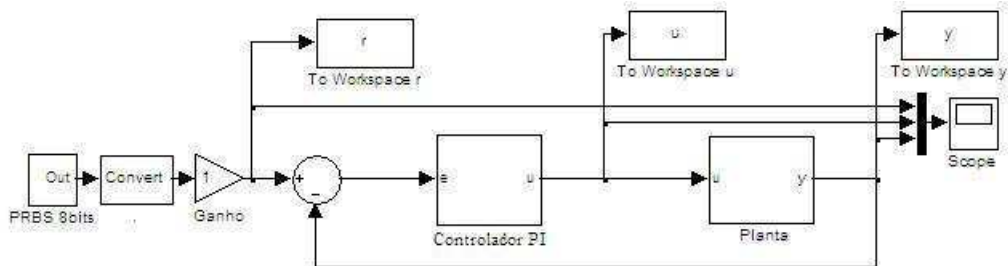 r
To Workspace r
u
To Workspace u
y
To Workspace y
Scope
Out
PRBS 8bits
Convert
.
1
Ganho
+
−
e
u
Controlador PI
u
y
Planta